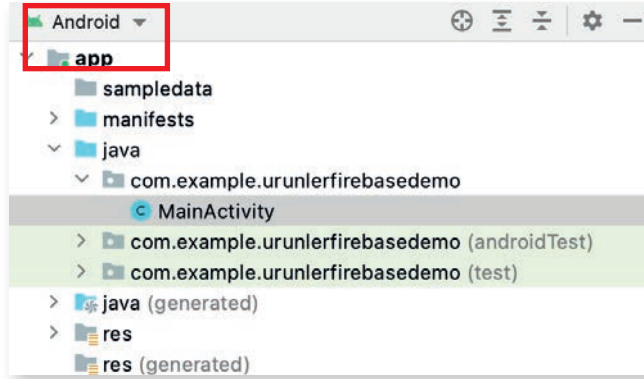 Android
app
sampledata
manifests
java
com.example.urunlerfirebasedemo
C MainActivity
com.example.urunlerfirebasedemo (androidTest)
com.example.urunlerfirebasedemo (test)
java (generated)
res
res (generated)